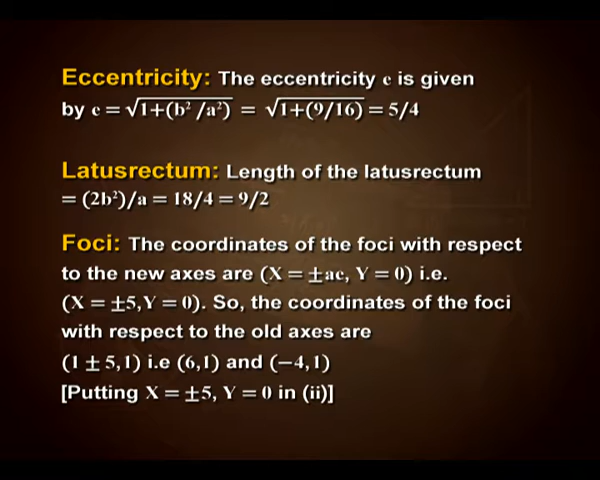 Eccentricity: The eccentricity e is given
by e = √1+(b² /a²) = √1+(9/16) = 5/4
Latusrectum: Length of the latusrectum
= (2b²)/a = 18/4 = 9/2
Foci: The coordinates of the foci with respect
to the new axes are (X = ±ae, Y = 0) i.e.
(X = ±5,Y = 0). So, the coordinates of the foci
with respect to the old axes are
(1 ± 5,1) i.e (6,1) and (−4,1)
[Putting X = ±5, Y = 0 in (ii)]